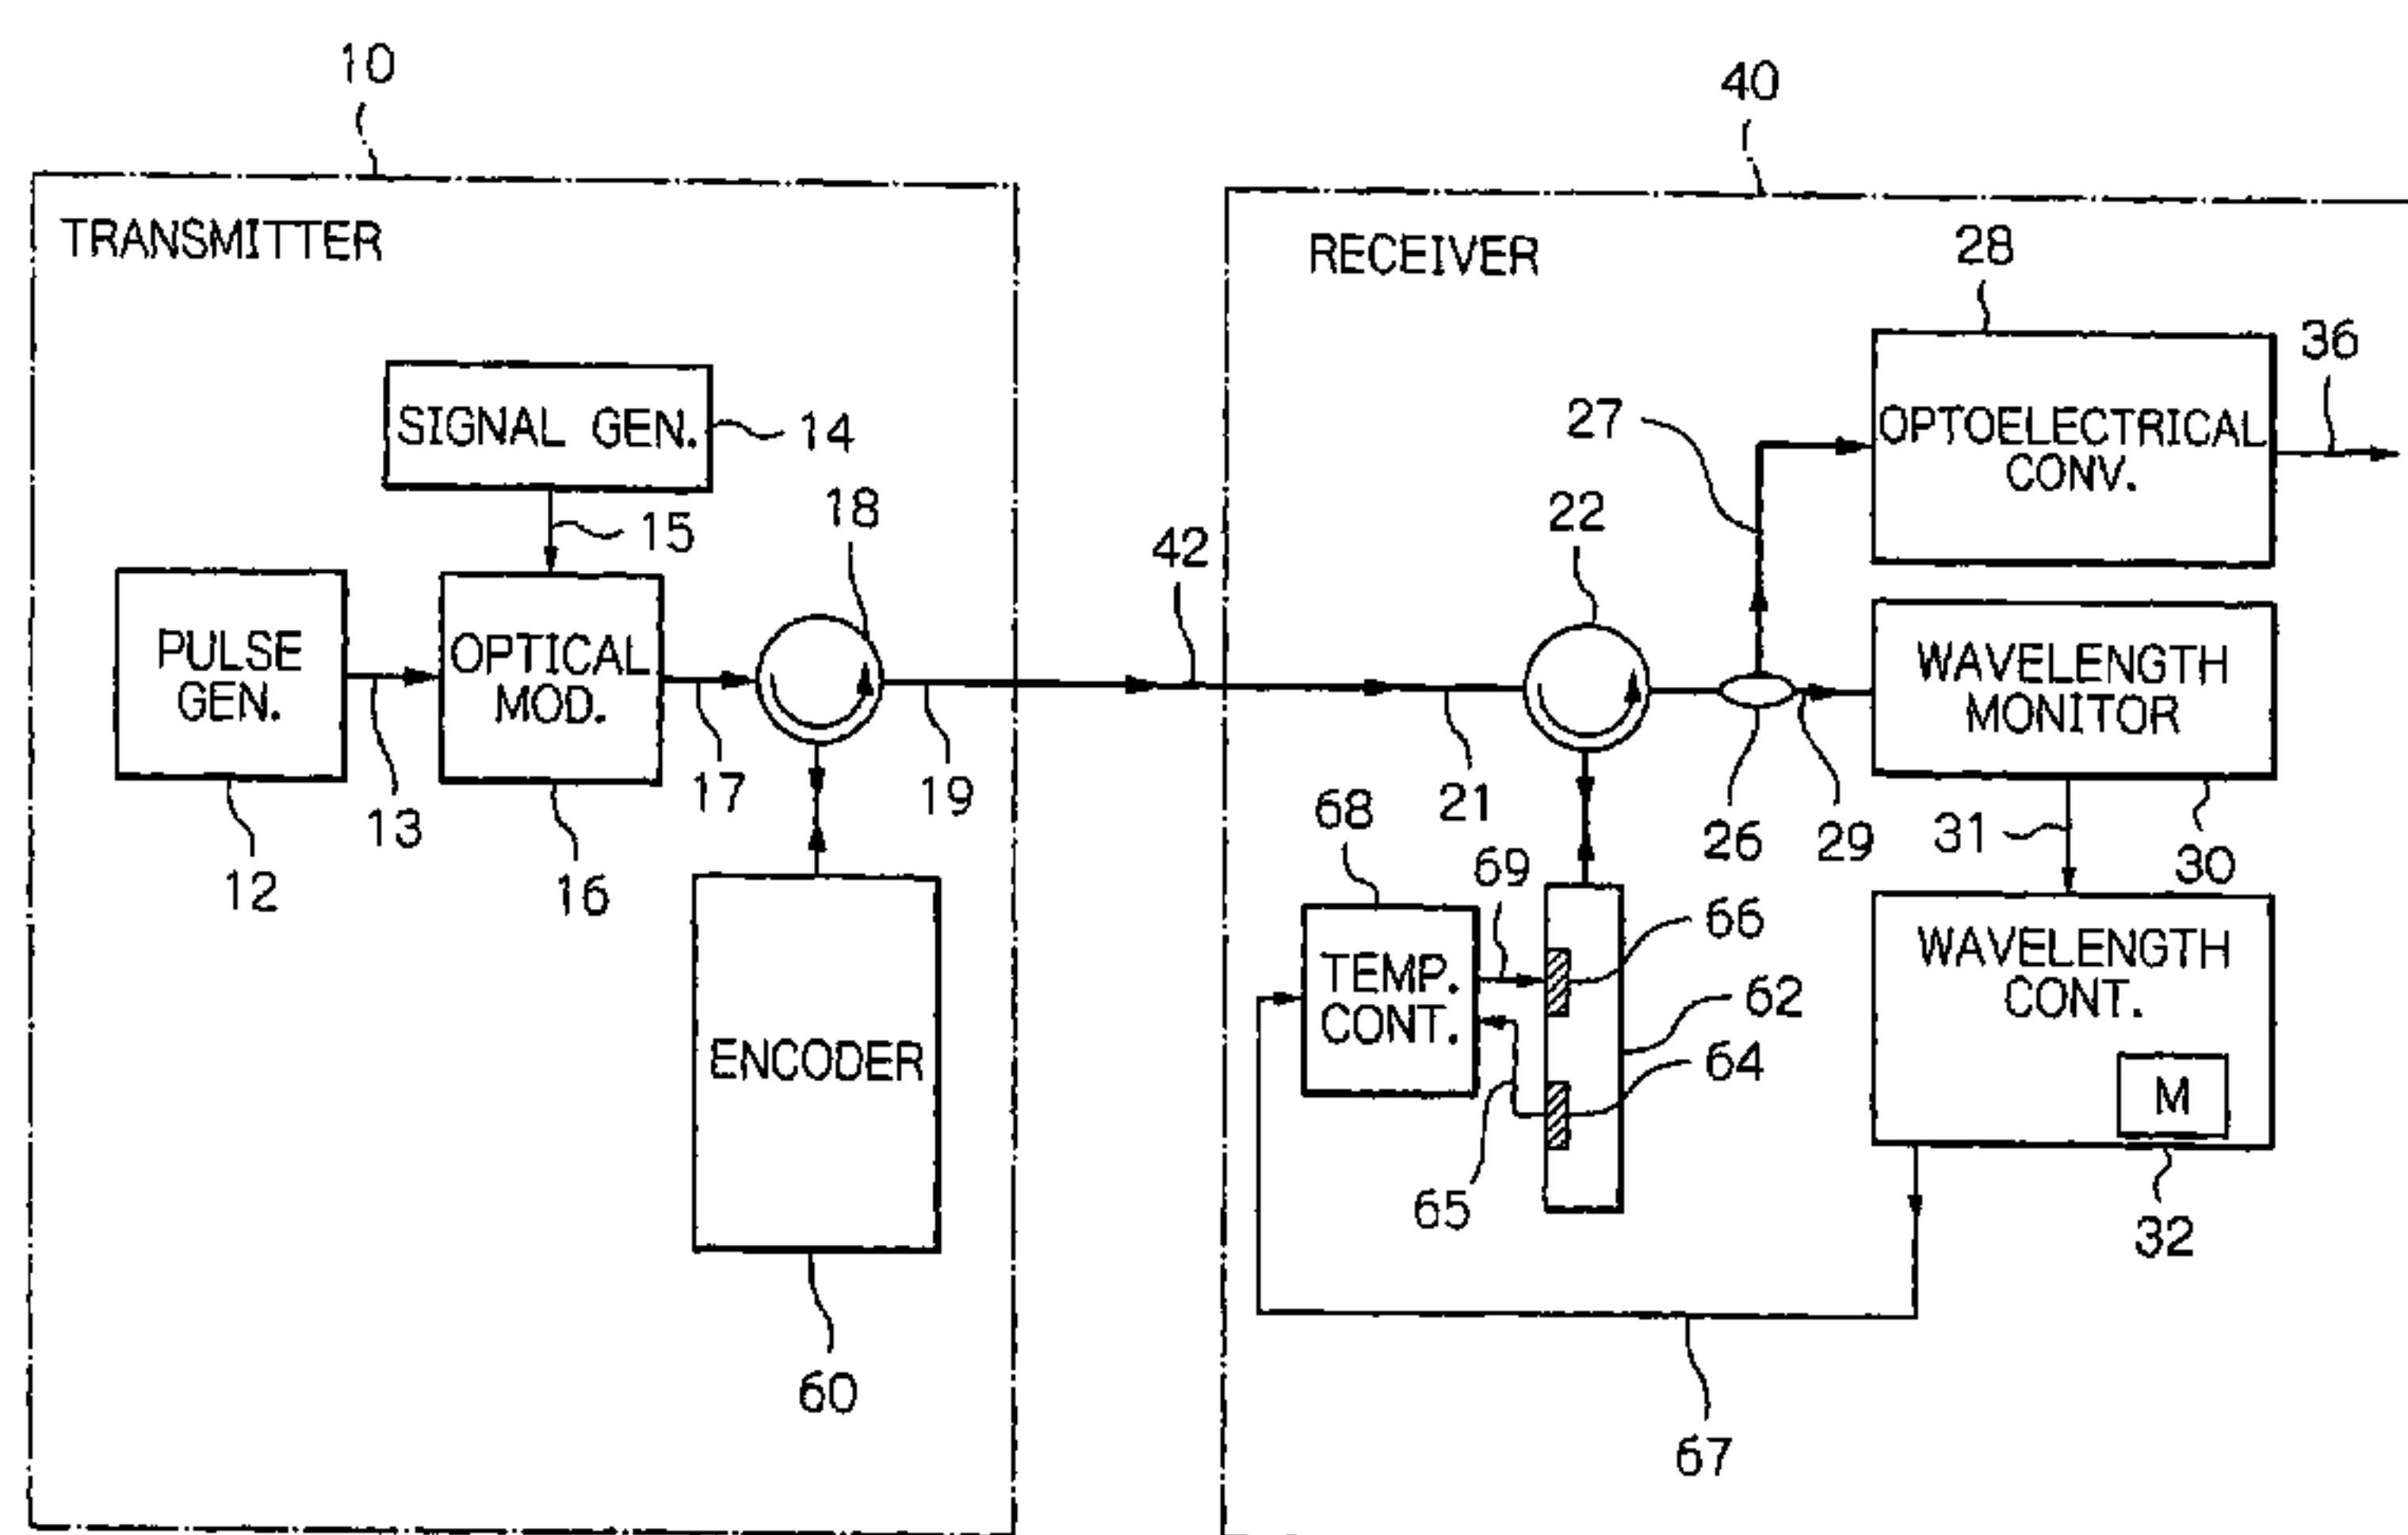 10
40
TRANSMITTER
RECEIVER
28
36
SIGNAL GEN.
14
27
OPTOELECTRICAL
CONV.
18
15
22
42
PULSE
GEN.
OPTICAL
MOD.
WAVELENGTH
MONITOR
13
17
19
21
26
29
31
30
12
16
68
69
66
TEMP.
CONT.
62
WAVELENGTH
CONT.
ENCODER
64
M
65
32
60
67